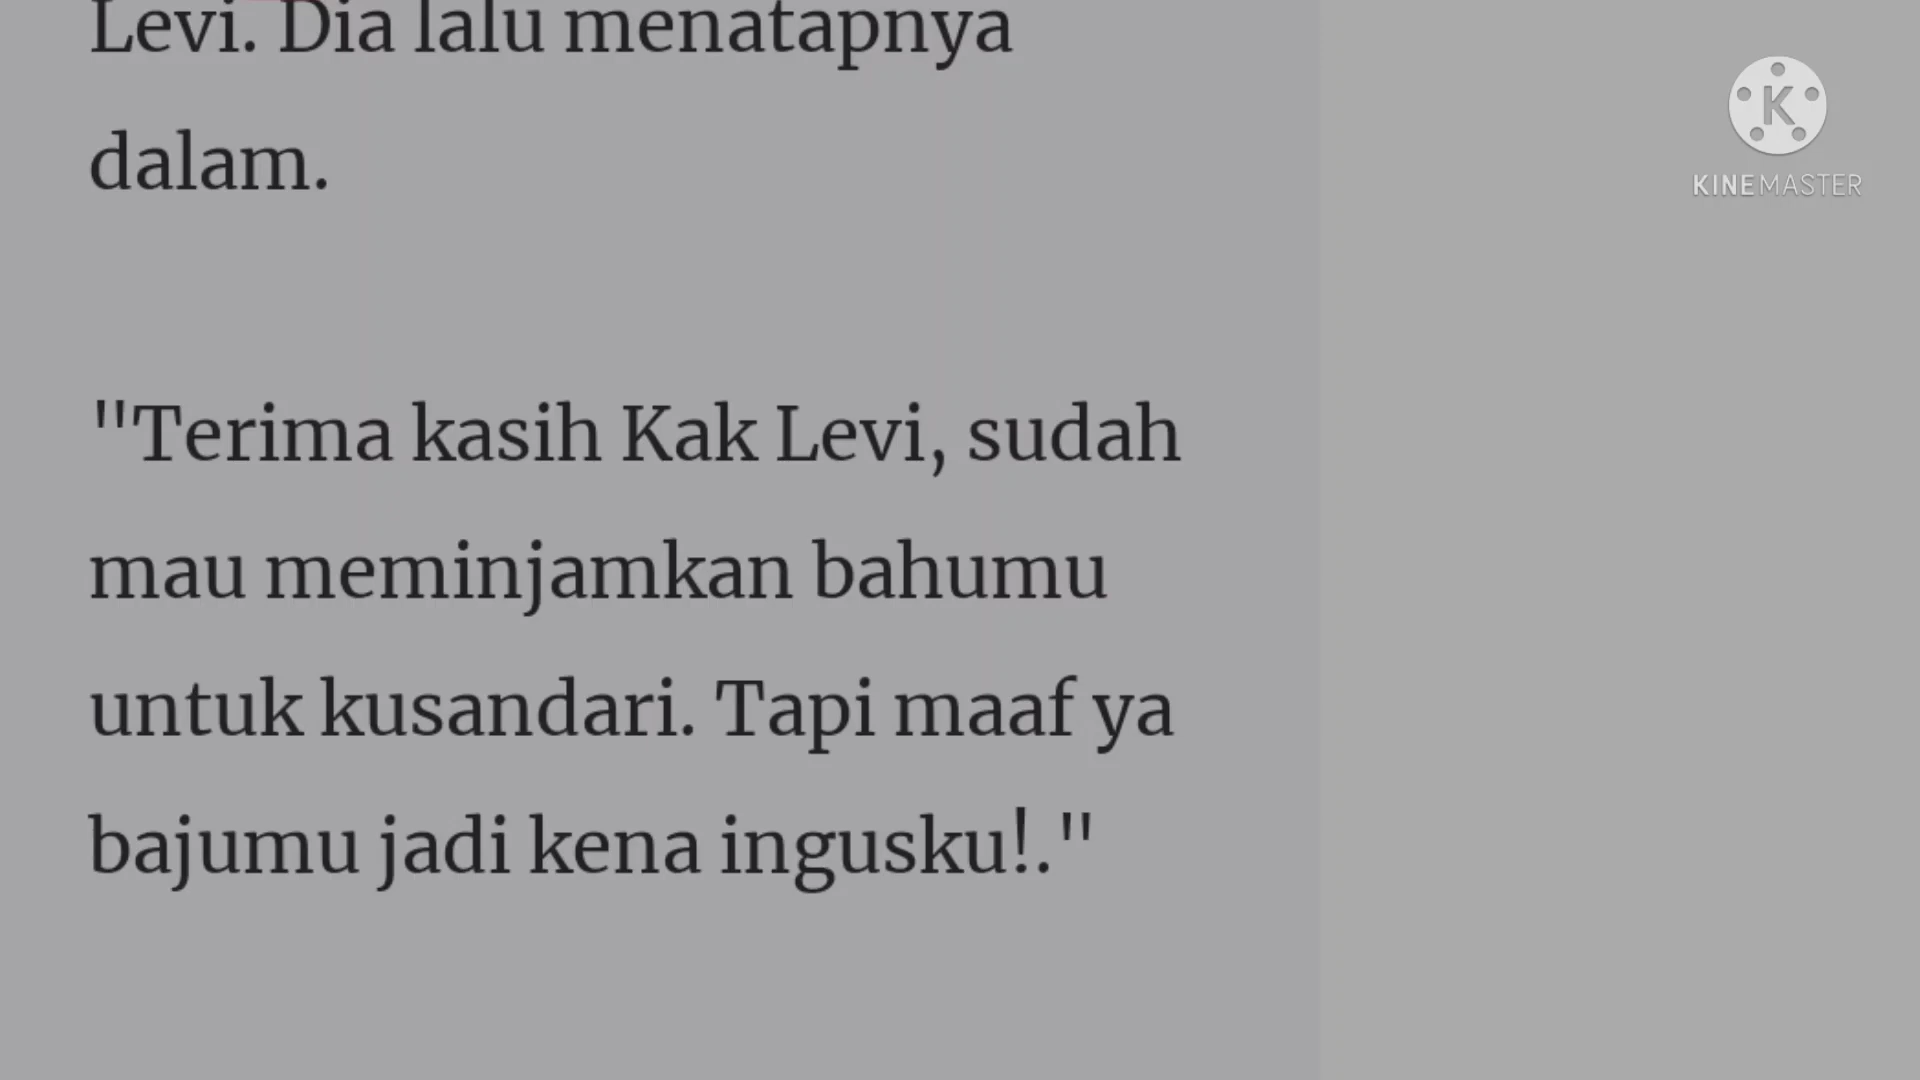 Levi. Dia lalu menatapnya
dalam.
"Terima kasih Kak Levi, sudah
mau meminjamkan bahumu
untuk kusandari. Tapi maaf ya
bajumu jadi kena ingusku!."
K
KINEMASTER